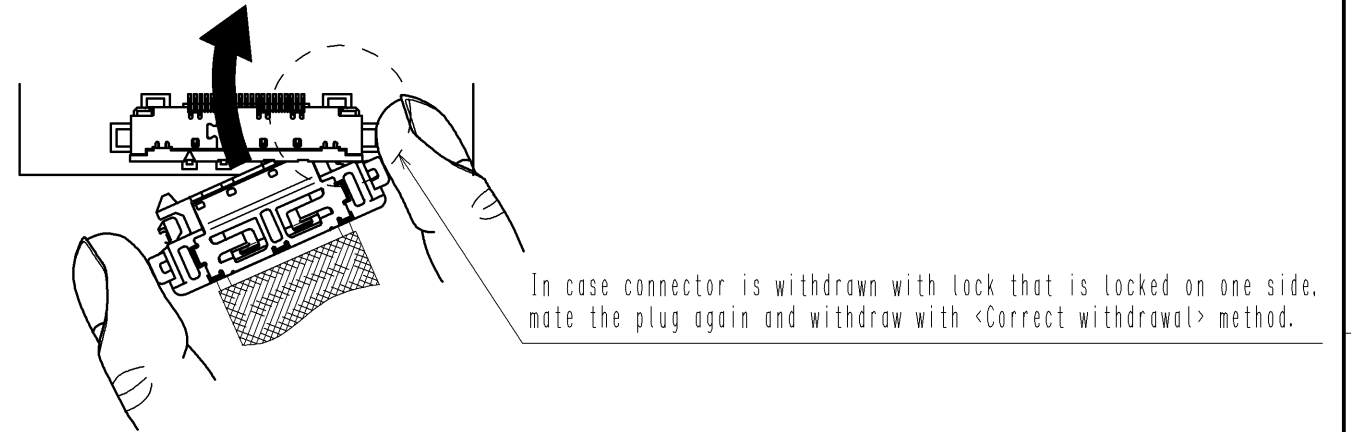 In case connector is withdrawn with lock that is locked on one side,
mate the plug again and withdraw with <Correct withdrawal> method.